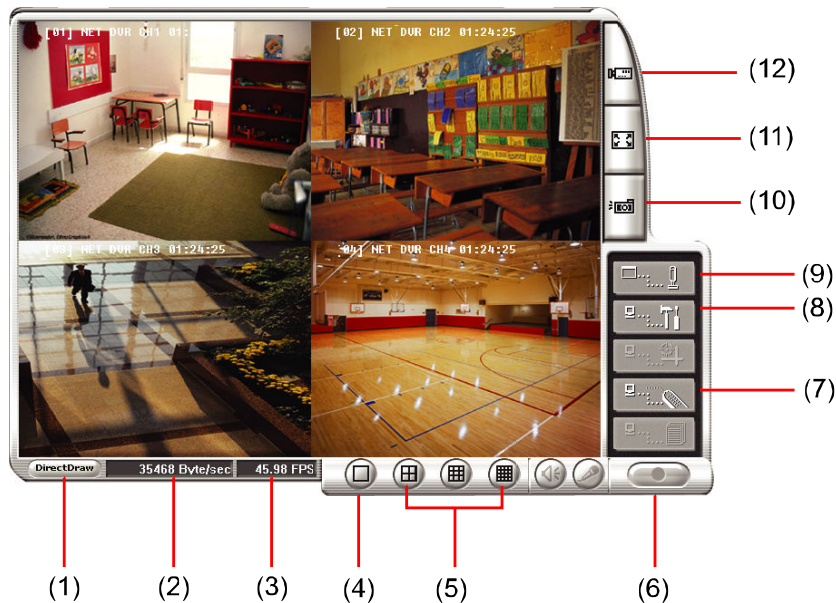 [01] NET DVR CH1 01:
[02] NET DVR CH2 01:24:25
(12)
(11)
(10)
[03] NET DVR CH3 01:24:25
04] NET DVR CH4 01:24:25
(9)
(8)
(7)
DirectDraw
35468 Byte/sec
45.98 FPS
(1)
(2)
(3)
(4)
(5)
(6)